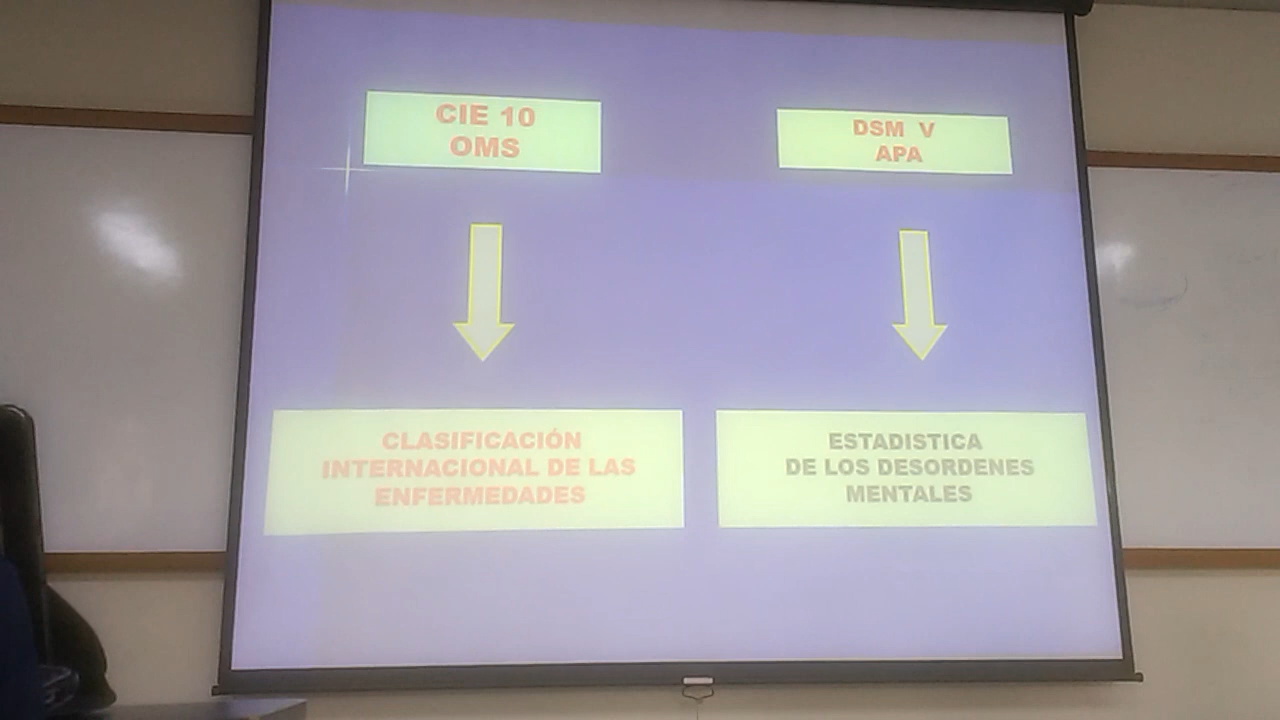 CIE 10
OMS
DSM V
APA
CLASIFICACIÓN
INTERNACIONAL DE LAS
ENFERMEDADES
ESTADISTICA
DE LOS DESORDENES
MENTALES